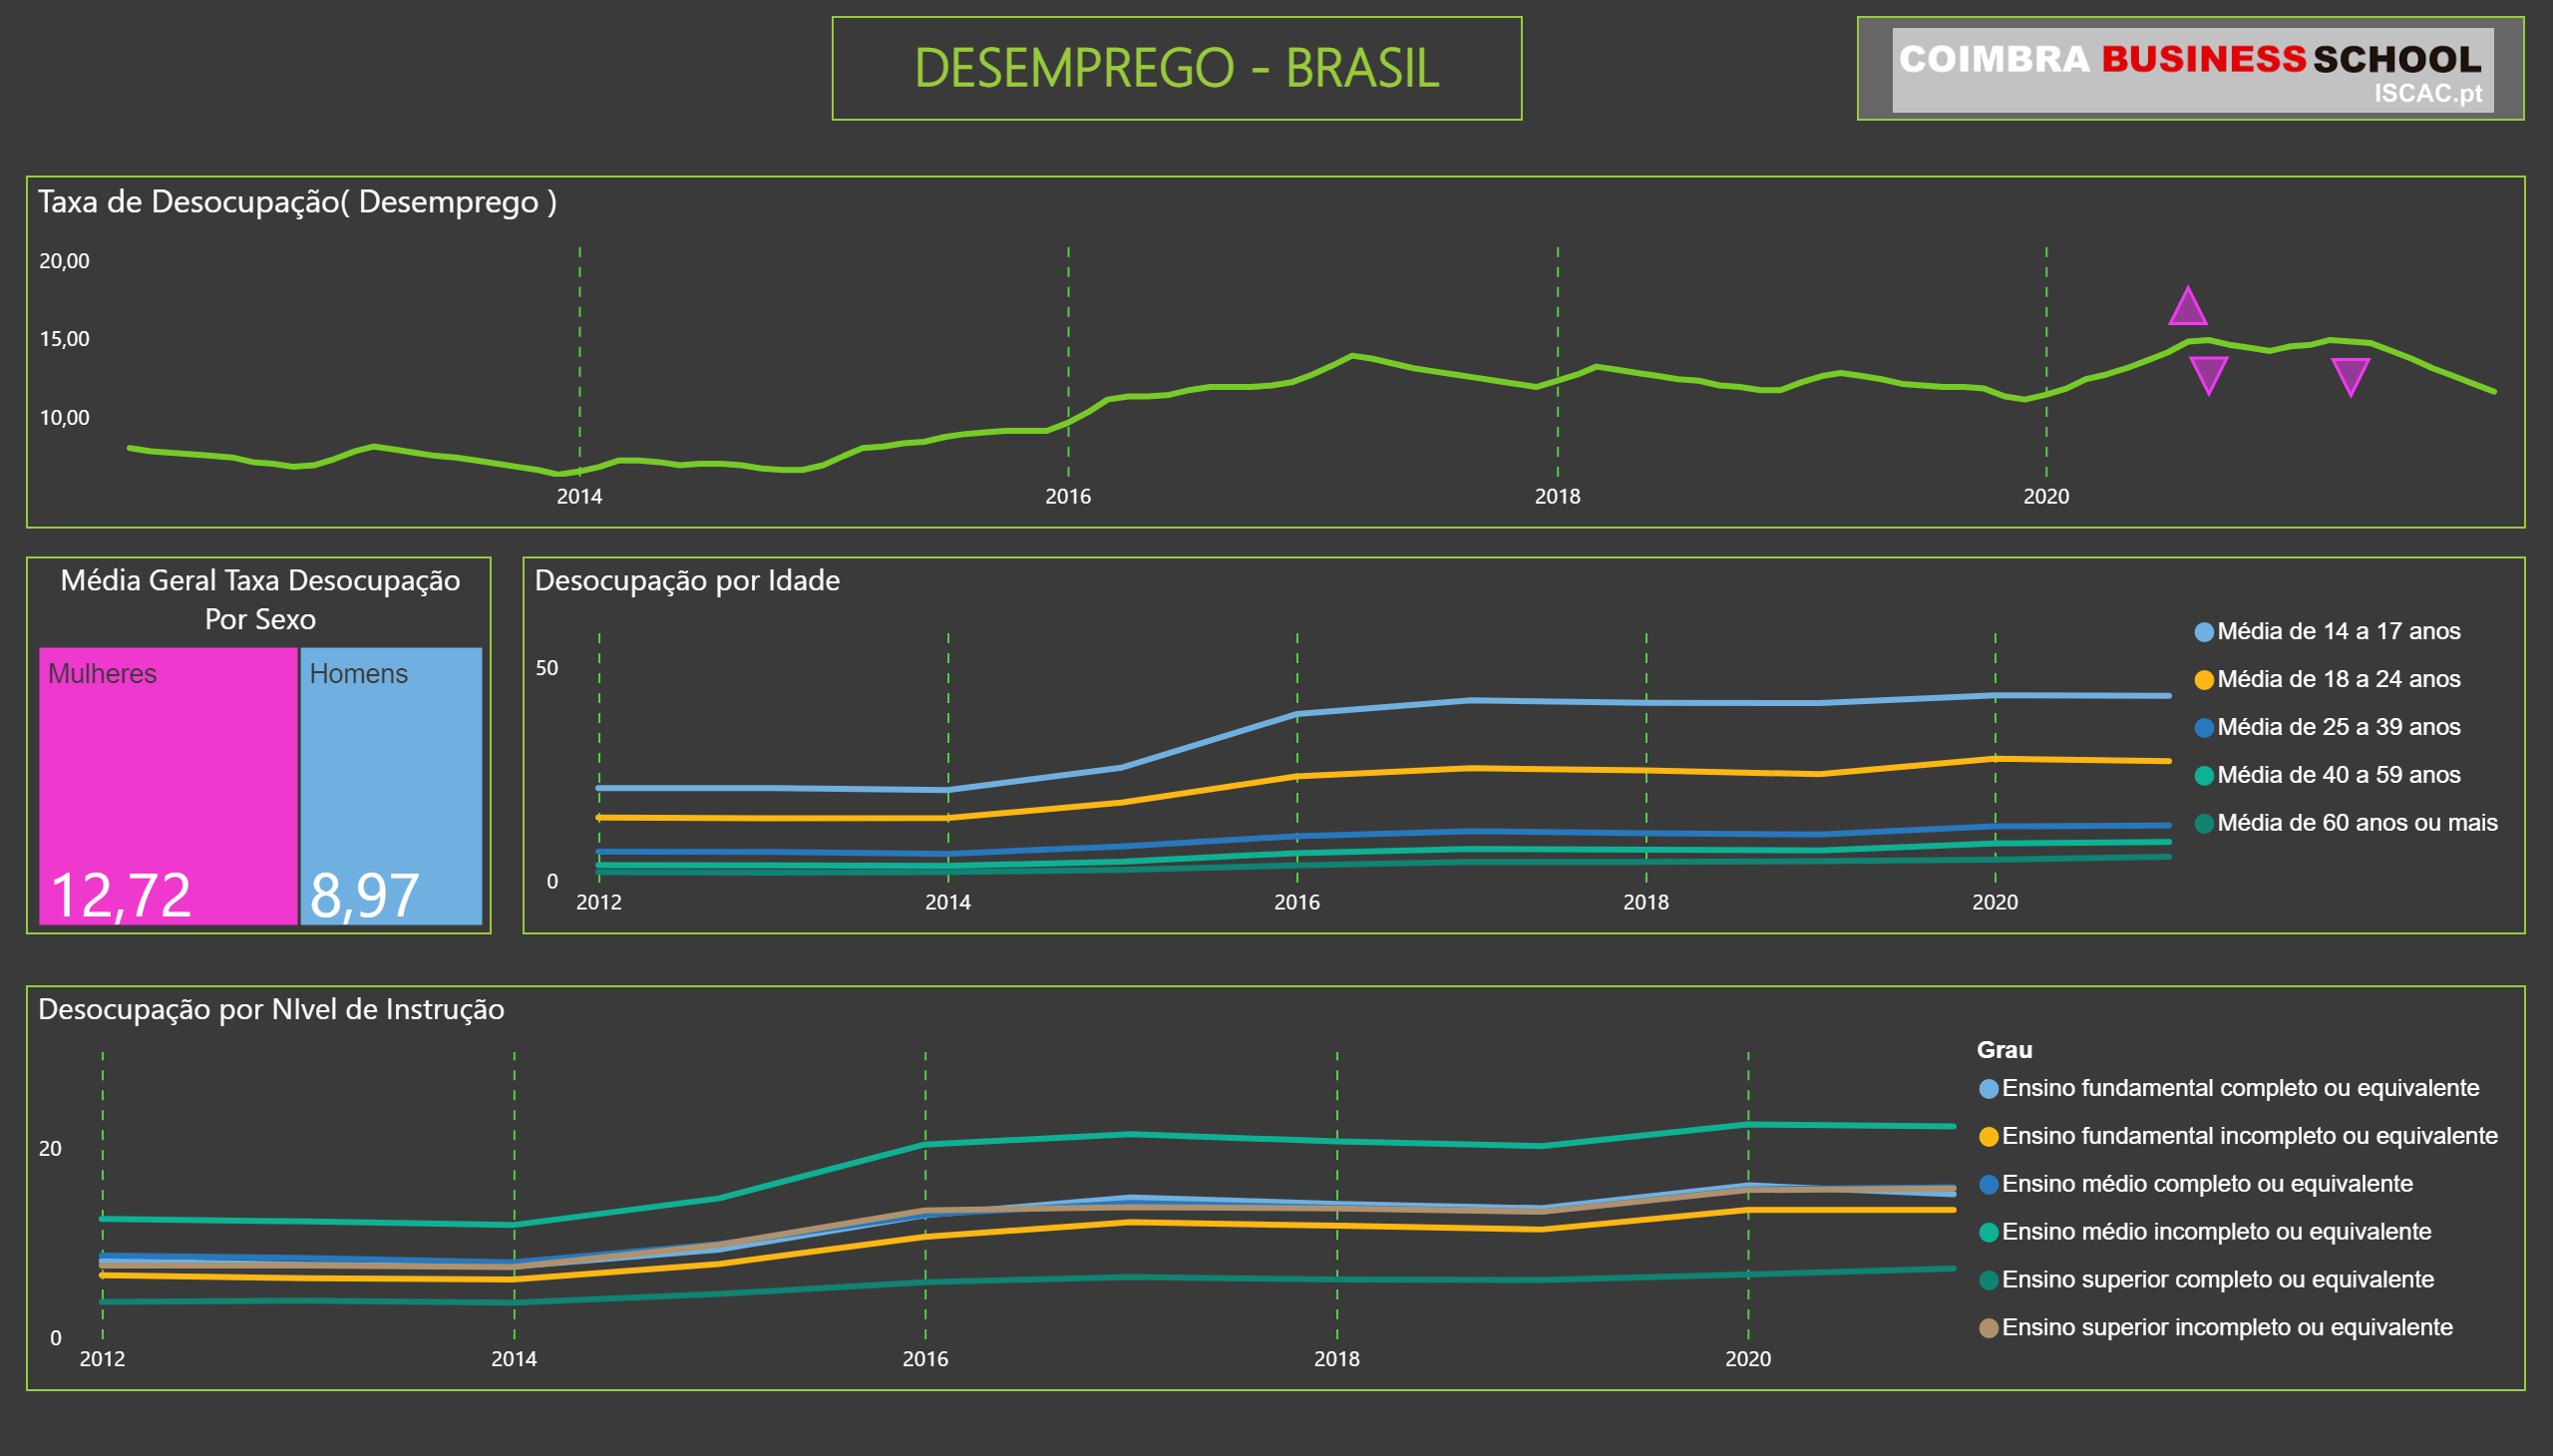 DESEMPREGO - BRASIL
COIMBRA BUSINESS SCHOOL
ISCAC.pt
Taxa de Desocupação( Desemprego )
20,00
15,00
10,00
2014
2016
2018
2020
Média Geral Taxa Desocupação
Por Sexo
Mulheres
12,72
Homens
8,97
Desocupação por Idade
50
0
2012
2014
2016
2018
2020
Média de 14 a 17 anos
Média de 18 a 24 anos
Média de 25 a 39 anos
Média de 40 a 59 anos
Média de 60 anos ou mais
Desocupação por NIvel de Instrução
20
0
2012
2014
2016
2018
2020
Grau
Ensino fundamental completo ou equivalente
Ensino fundamental incompleto ou equivalente
Ensino médio completo ou equivalente
Ensino médio incompleto ou equivalente
Ensino superior completo ou equivalente
Ensino superior incompleto ou equivalente